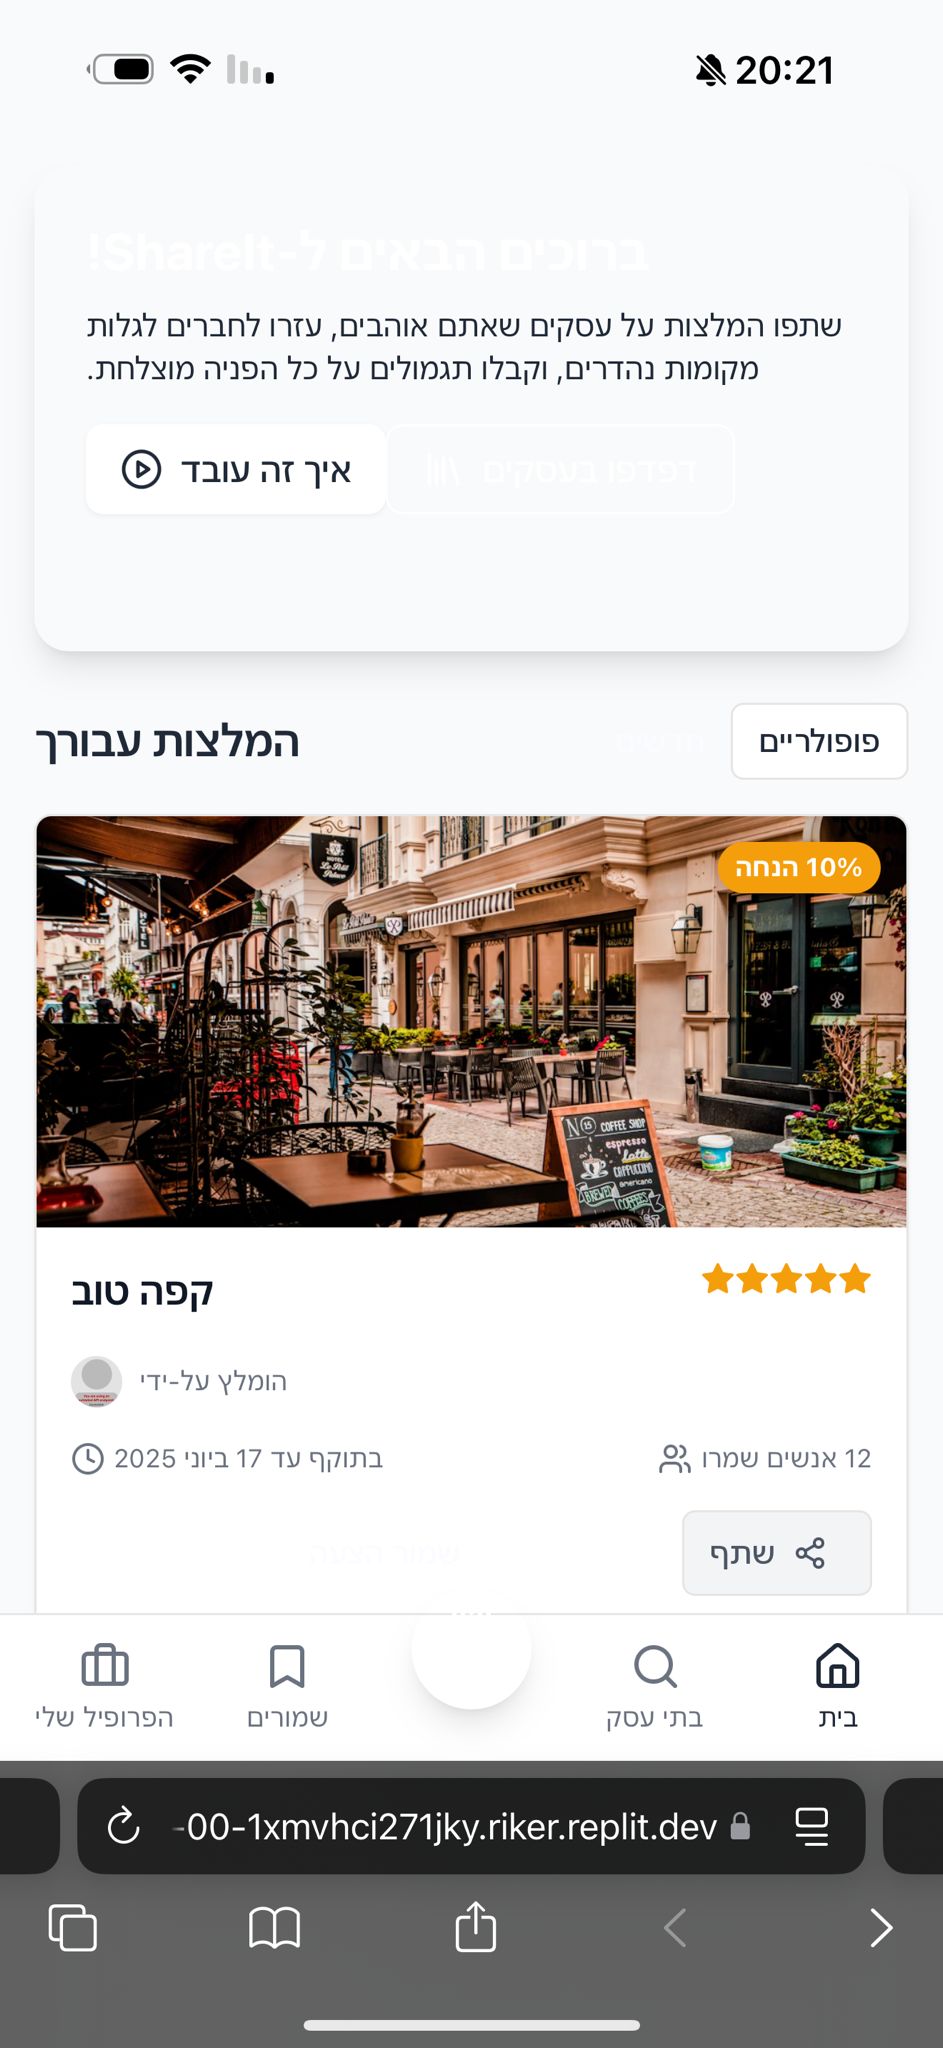 20:21
ברוכים הבאים ל-ShareIt!
שתפו המלצות על עסקים שאתם אוהבים, עזרו לחברים לגלות
מקומות נהדרים, וקבלו תגמולים על כל הפניה מוצלחת.
איך זה עובד
דפדפו בעסקים
המלצות עבורך
חדשים
פופולריים
10% הנחה
HOTEL
COFFEE SHOP
espresso
latte
CAPPUCCINO
americano
BREWED
COFFEES
קפה טוב
הומלץ על-ידי
בתוקף עד 17 ביוני 2025
12 אנשים שמרו
שמור הצעה
שתף
בית
בתי עסק
שמורים
הפרופיל שלי
-00-1xmvhci271jky.riker.replit.dev